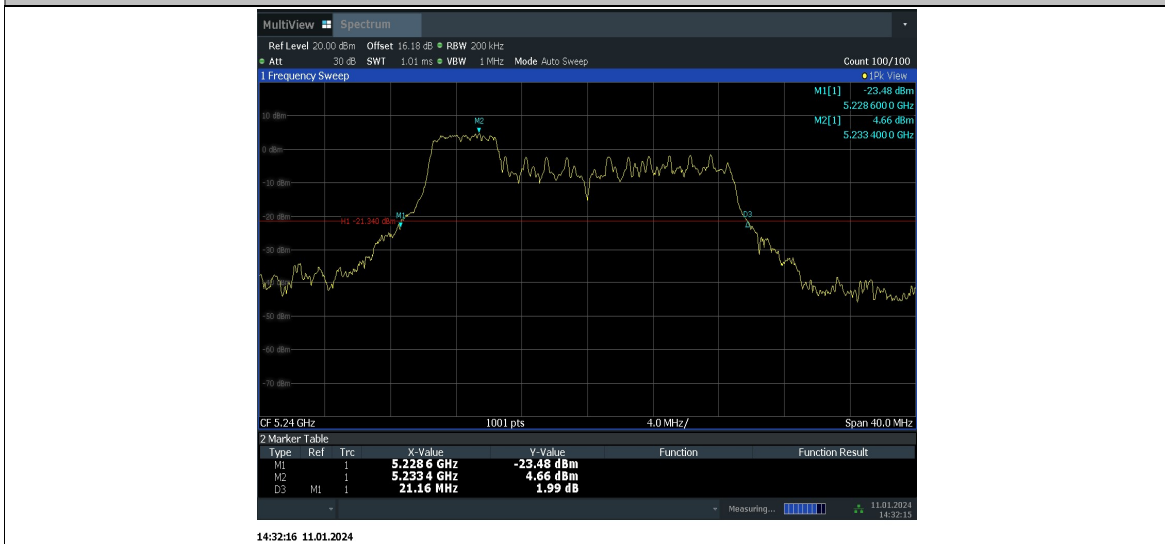 MultiView Spectrum
Ref Level 20.00 dBm Offset 16.18 dB RBW 200 kHz
Att 30 dB SWT 1.01 ms VBW 1 MHz Mode Auto Sweep Count 100/100
1 Frequency Sweep 1Pk View
M1[1] -23.48 dBm
5.228 600 0 GHz
M2[1] 4.66 dBm
5.233 400 0 GHz
10 dBm
M2
0 dBm
-10 dBm
-20 dBm
H1 -21.340 dBm
M1
D3
-30 dBm
-40 dBm
-50 dBm
-60 dBm
-70 dBm
CF 5.24 GHz 1001 pts 4.0 MHz/ Span 40.0 MHz
2 Marker Table
Type Ref Trc X-Value Y-Value Function Function Result
M1 1 5.228 6 GHz -23.48 dBm
M2 1 5.233 4 GHz 4.66 dBm
D3 M1 1 21.16 MHz 1.99 dB
Measuring... 11.01.2024
14:32:15
14:32:16 11.01.2024